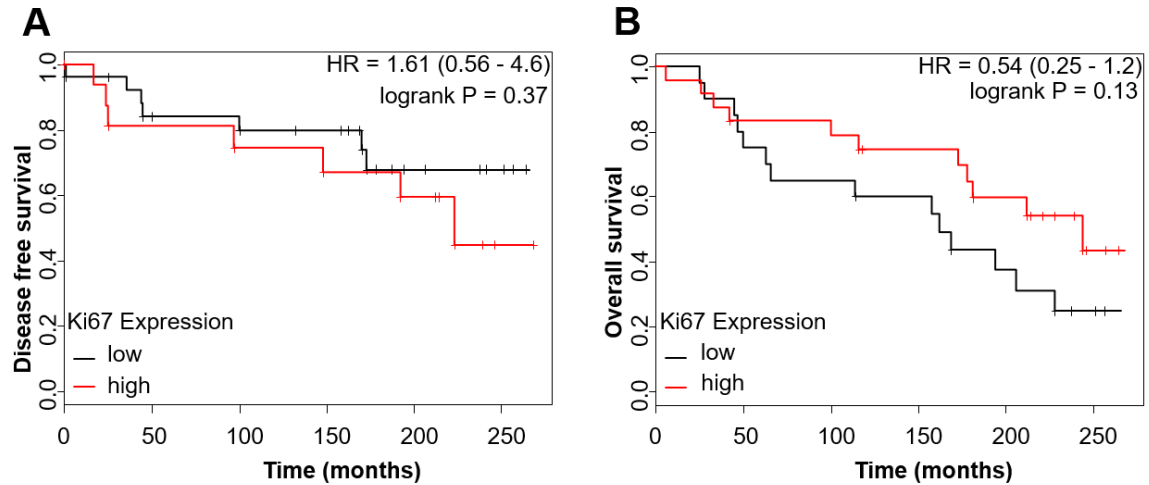 A
HR = 1.61 (0.56 - 4.6)
logrank P = 0.37
Disease free survival
1.0
0.8
0.6
0.4
0.2
0.0
Ki67 Expression
low
high
0 50 100 150 200 250
Time (months)
B
HR = 0.54 (0.25 - 1.2)
logrank P = 0.13
Overall survival
1.0
0.8
0.6
0.4
0.2
0.0
Ki67 Expression
low
high
0 50 100 150 200 250
Time (months)